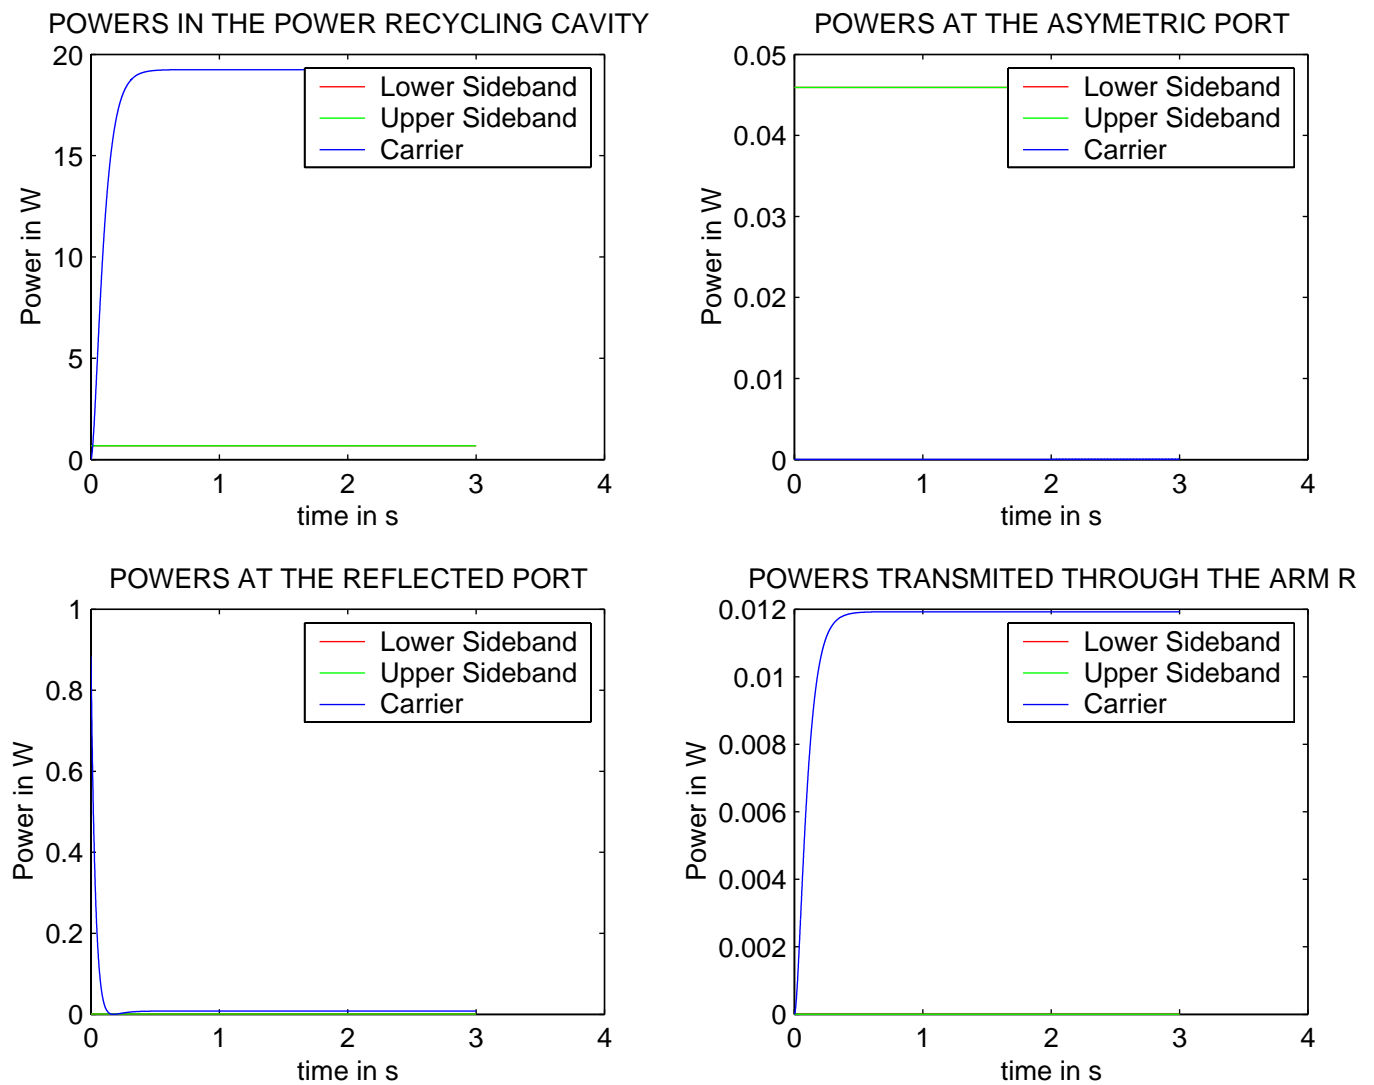 POWERS IN THE POWER RECYCLING CAVITY
20
15
10
5
0
Power in W
Lower Sideband
Upper Sideband
Carrier
0 1 2 3 4
time in s
POWERS AT THE ASYMETRIC PORT
0.05
0.04
0.03
0.02
0.01
0
Power in W
Lower Sideband
Upper Sideband
Carrier
0 1 2 3 4
time in s
POWERS AT THE REFLECTED PORT
1
0.8
0.6
0.4
0.2
0
Power in W
Lower Sideband
Upper Sideband
Carrier
0 1 2 3 4
time in s
POWERS TRANSMITED THROUGH THE ARM R
0.012
0.01
0.008
0.006
0.004
0.002
0
Power in W
Lower Sideband
Upper Sideband
Carrier
0 1 2 3 4
time in s